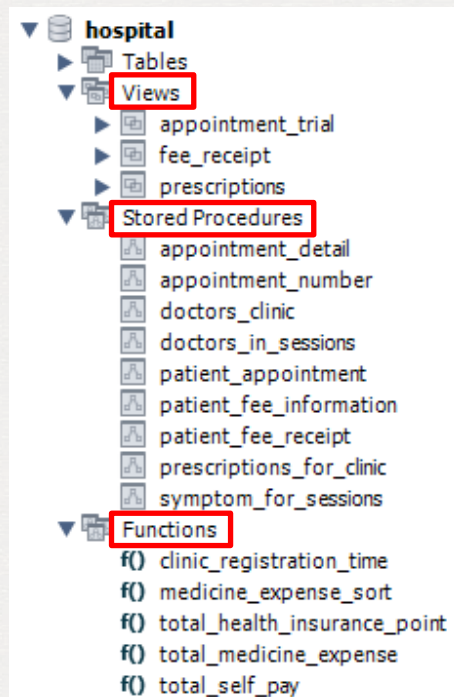 hospital
Tables
Views
appointment_trial
fee_receipt
prescriptions
Stored Procedures
appointment_detail
appointment_number
doctors_clinic
doctors_in_sessions
patient_appointment
patient_fee_information
patient_fee_receipt
prescriptions_for_clinic
symptom_for_sessions
Functions
f() clinic_registration_time
f() medicine_expense_sort
f() total_health_insurance_point
f() total_medicine_expense
f() total_self_pay